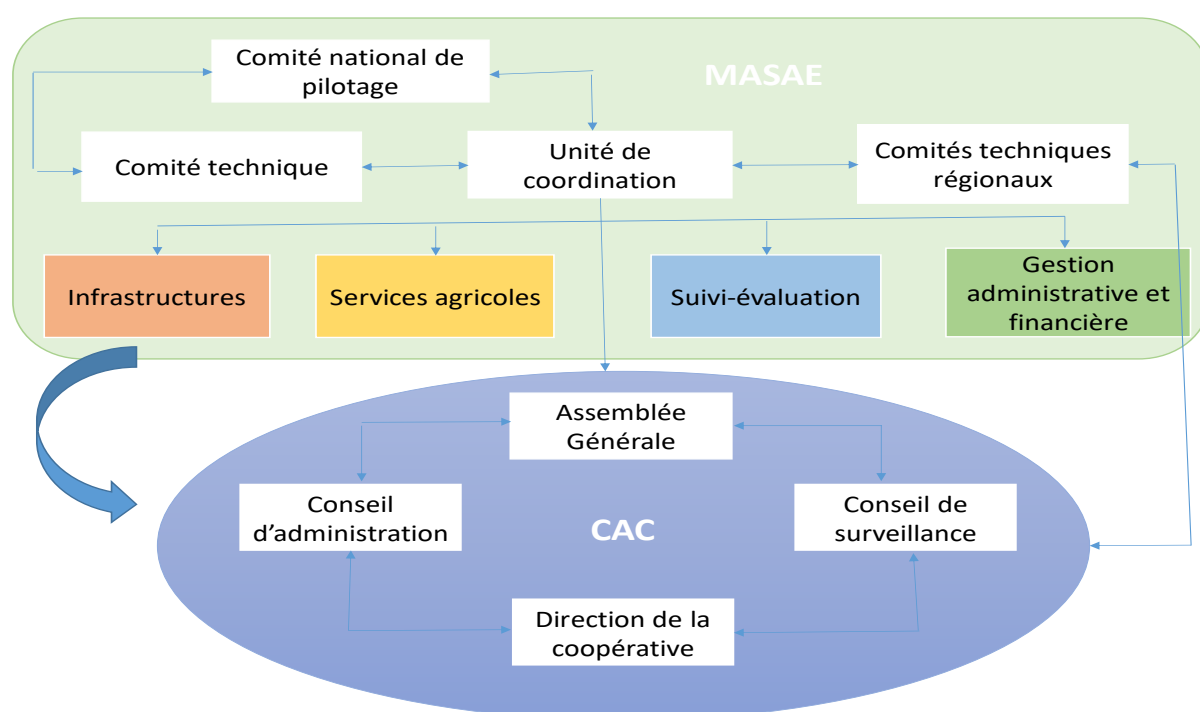 Comité national de
pilotage
MASAE
Comité technique
Unité de
coordination
Comités techniques
régionaux
Infrastructures
Services agricoles
Suivi-évaluation
Gestion
administrative et
financière
Assemblée
Générale
Conseil
d’administration
CAC
Conseil de
surveillance
Direction de la
coopérative